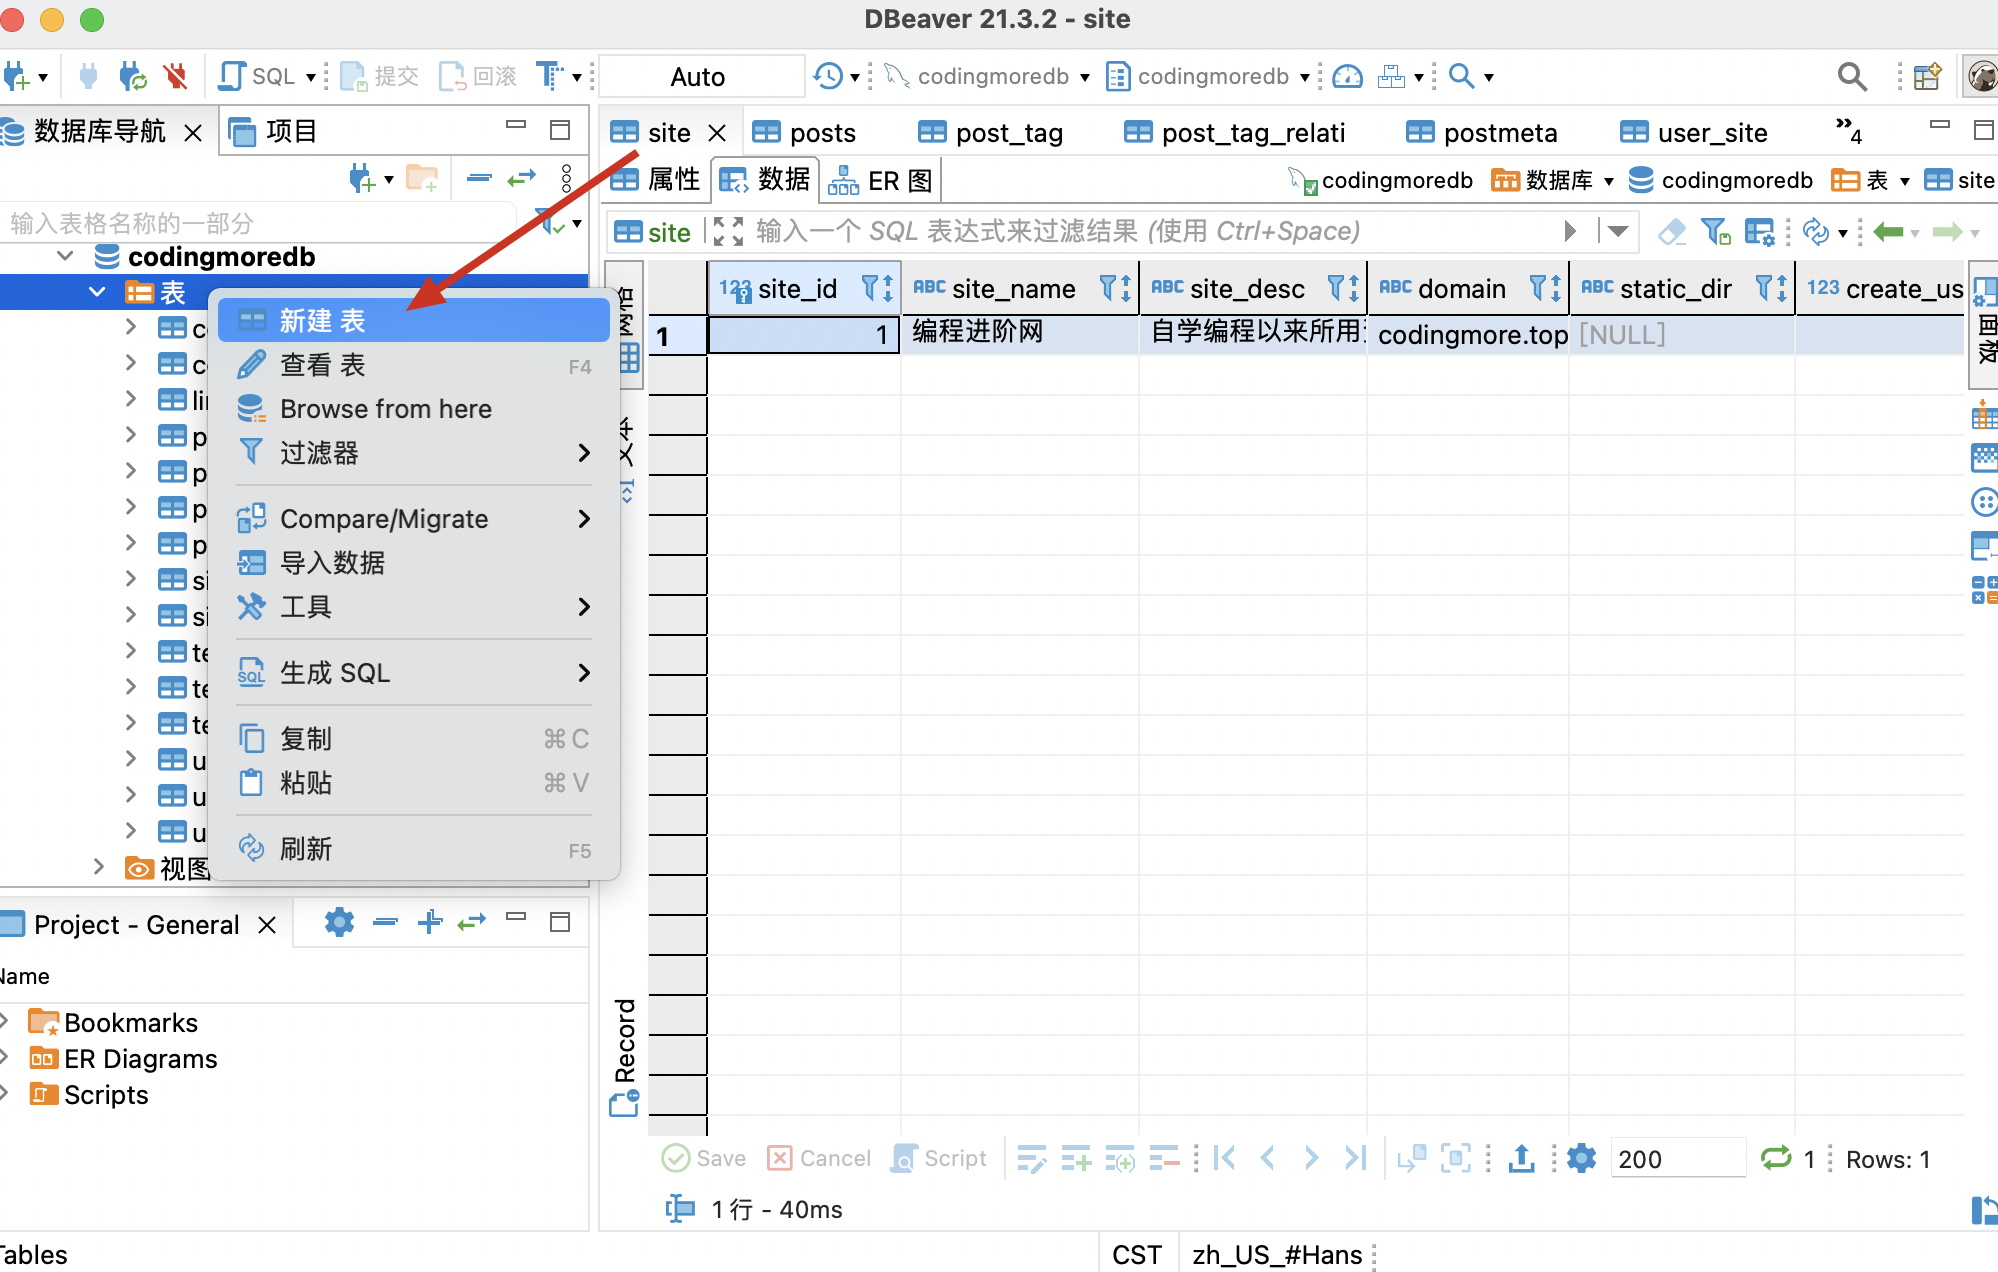 DBeaver 21.3.2 - site
SQL 提交 回滚 Auto codingmoredb codingmoredb
数据库导航 项目
site posts post_tag post_tag_relati postmeta user_site 4
属性 数据 ER 图 codingmoredb 数据库 codingmoredb 表 site
输入表格名称的一部分
site 输入一个 SQL 表达式来过滤结果 (使用 Ctrl+Space)
codingmoredb
表
视图
新建 表
查看 表 F4
Browse from here
过滤器
Compare/Migrate
导入数据
工具
生成 SQL
复制 ⌘ C
粘贴 ⌘ V
刷新 F5
123 site_id ABC site_name ABC site_desc ABC domain ABC static_dir 123 create_us
1 1 编程进阶网 自学编程以来所用 codingmore.top [NULL]
Record
Project - General
Name
Bookmarks
ER Diagrams
Scripts
Save Cancel Script 200 1 Rows: 1
1 行 - 40ms
Tables CST zh_US_#Hans